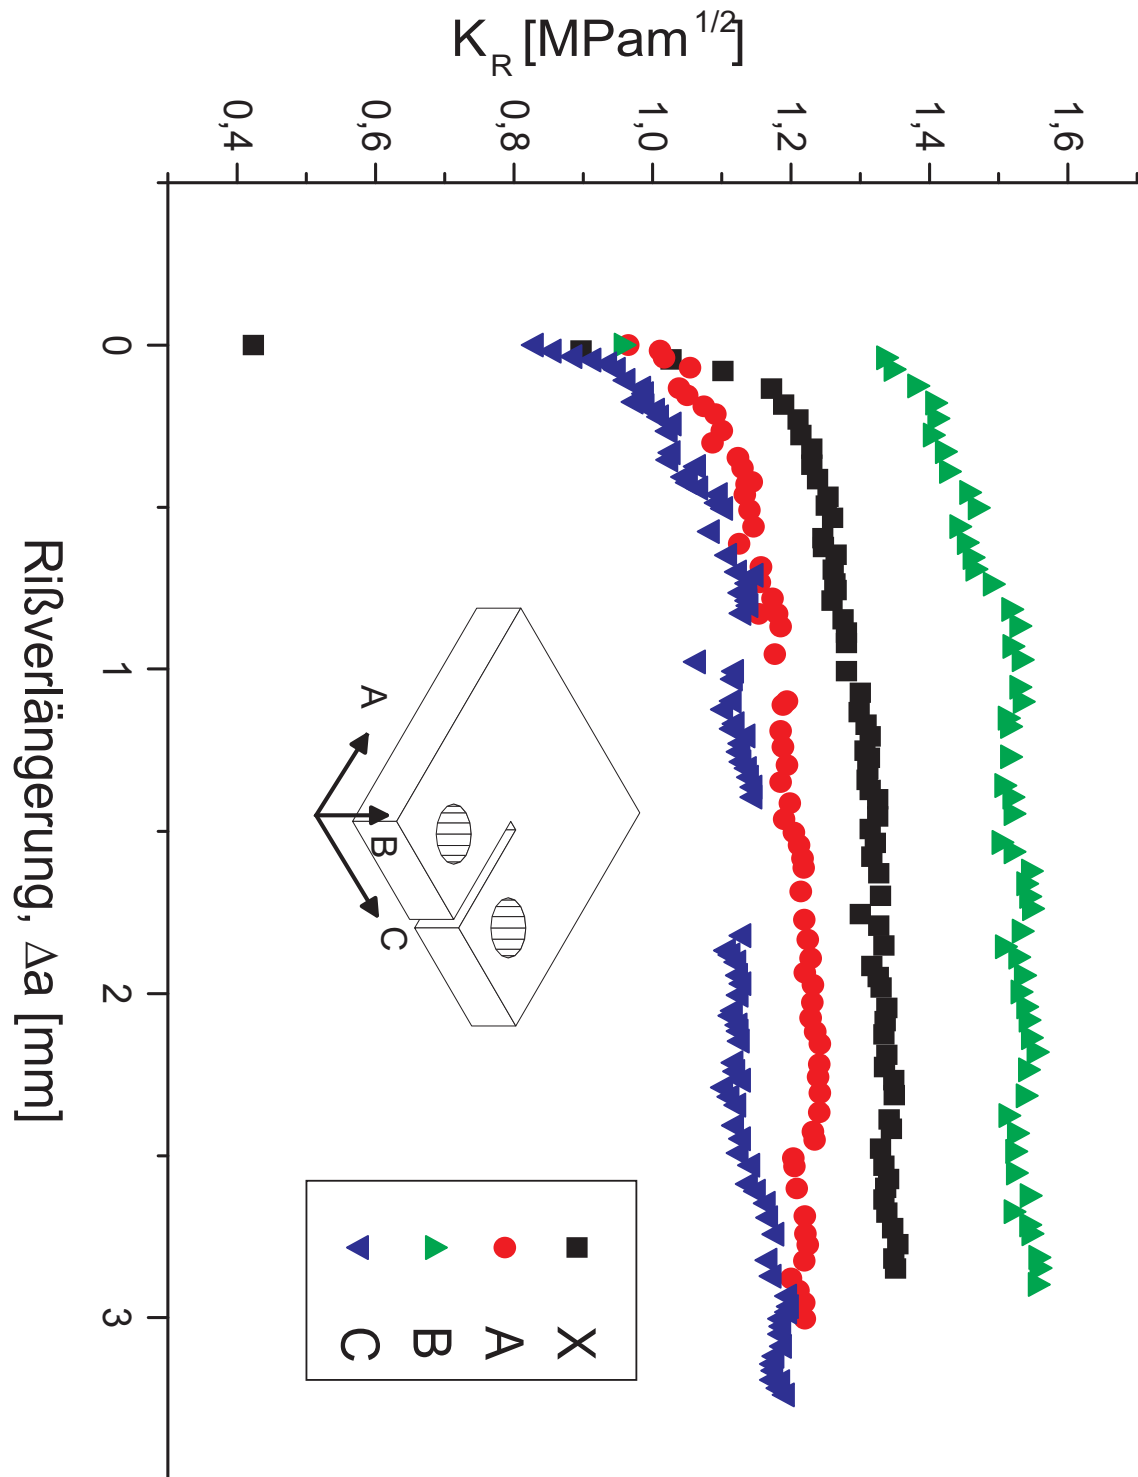 K_R [MPam^1/2]
1,6
1,4
1,2
1,0
0,8
0,6
0,4
0
1
2
3
Rißverlängerung, Δa [mm]
A
B
C
X
A
B
C